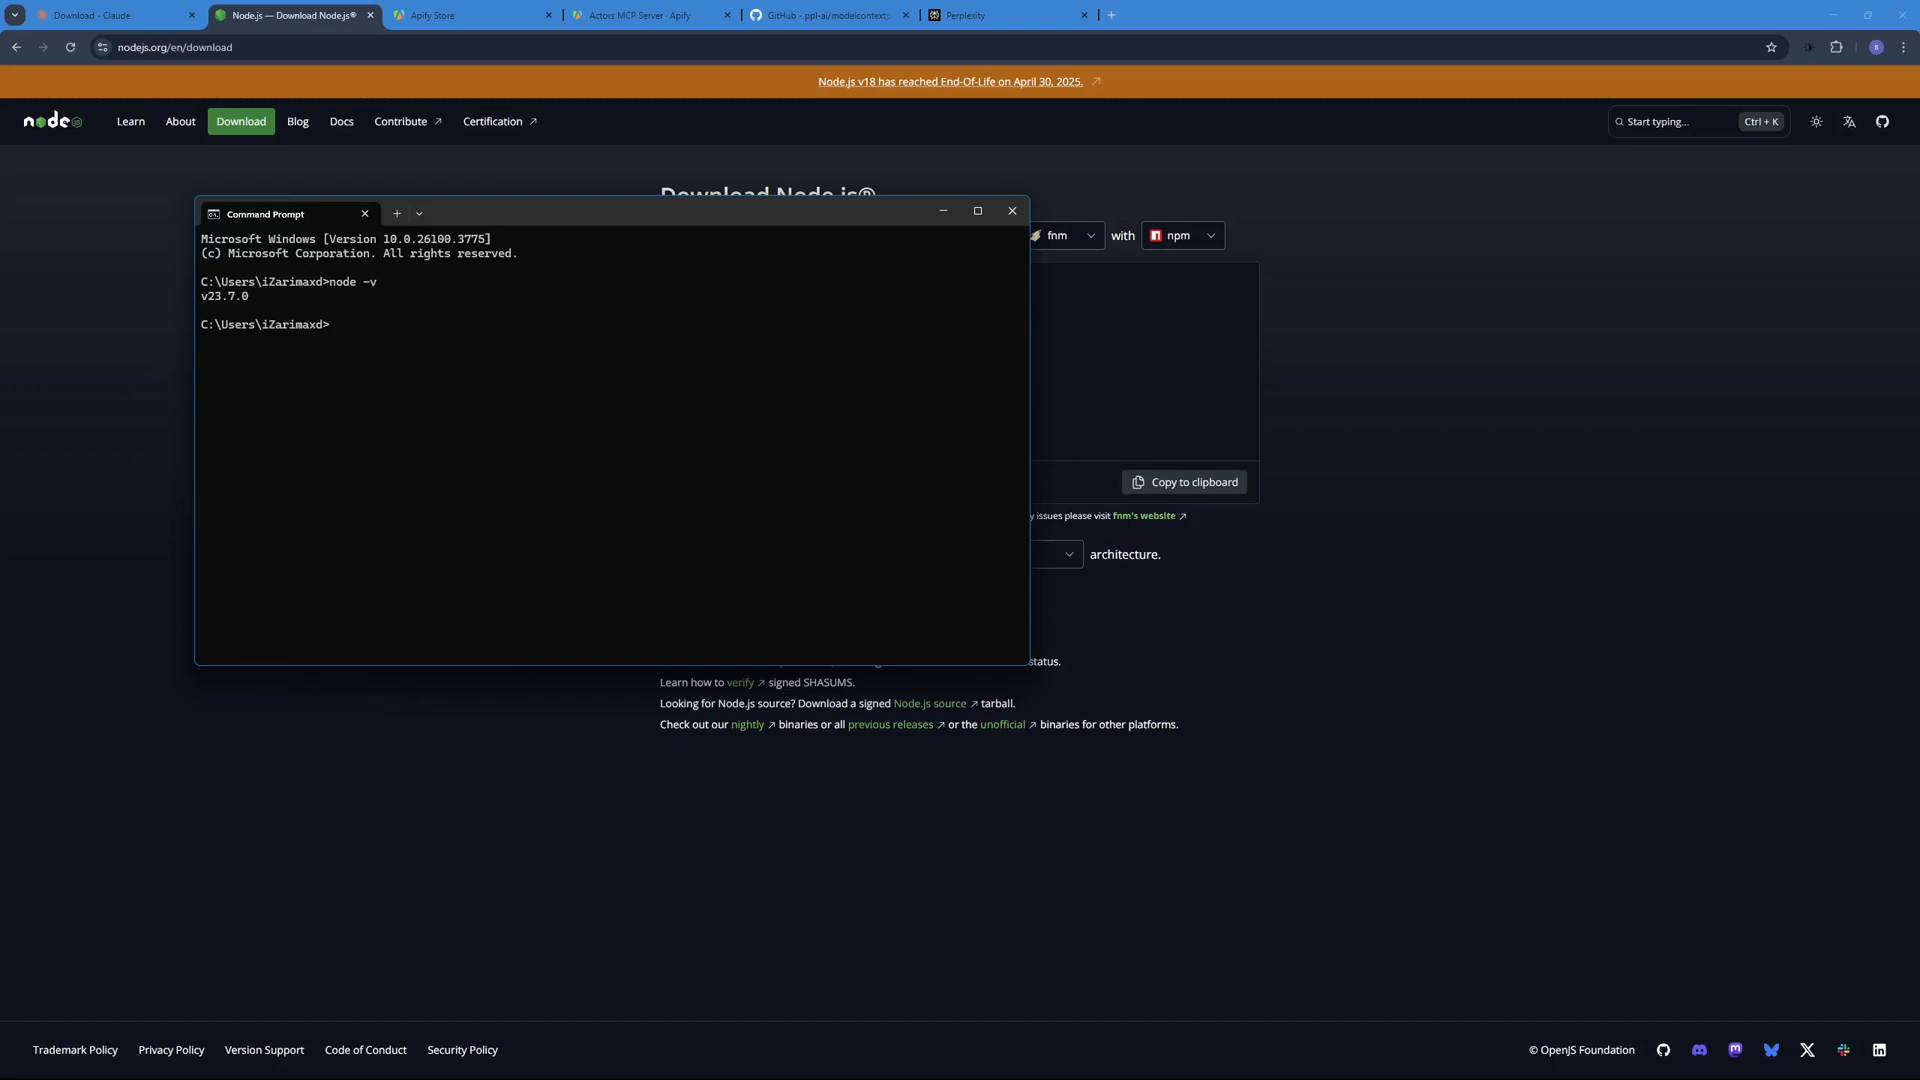 Download - Claude
Node.js — Download Node.js®
Apify Store
Actors MCP Server · Apify
GitHub - ppl-ai/modelcontext
Perplexity
nodejs.org/en/download
Node.js v18 has reached End-Of-Life on April 30, 2025.
node
Learn
About
Download
Blog
Docs
Contribute
Certification
Start typing...
Ctrl + K
Download Node.js®
Command Prompt
Microsoft Windows [Version 10.0.26100.3775]
(c) Microsoft Corporation. All rights reserved.
C:\Users\iZarimaxd>node -v
v23.7.0
C:\Users\iZarimaxd>
fnm
with
npm
Copy to clipboard
issues please visit fnm's website
architecture.
status.
Learn how to verify signed SHASUMS.
Looking for Node.js source? Download a signed Node.js source tarball.
Check out our nightly binaries or all previous releases or the unofficial binaries for other platforms.
Trademark Policy
Privacy Policy
Version Support
Code of Conduct
Security Policy
© OpenJS Foundation